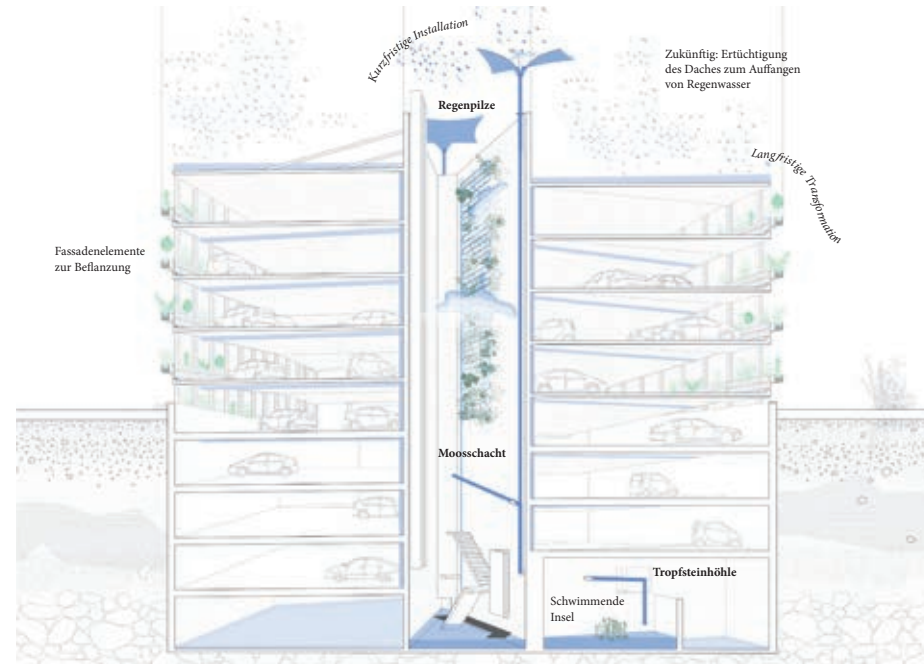 Kurzfristige Installation
Zukünftig: Ertüchtigung
des Daches zum Auffangen
von Regenwasser
Regenpilze
Langfristige Transformation
Fassadenelemente
zur Beflanzung
Moosschacht
Tropfsteinhöhle
Schwimmende
Insel